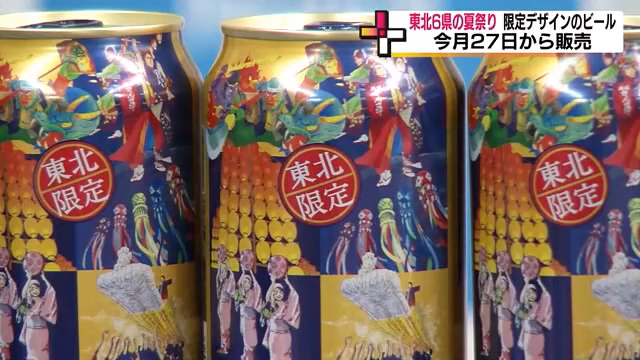 東北6県の夏祭り 限定デザインのビール
今月27日から販売
東北
限定
東北
限定
東北
限定